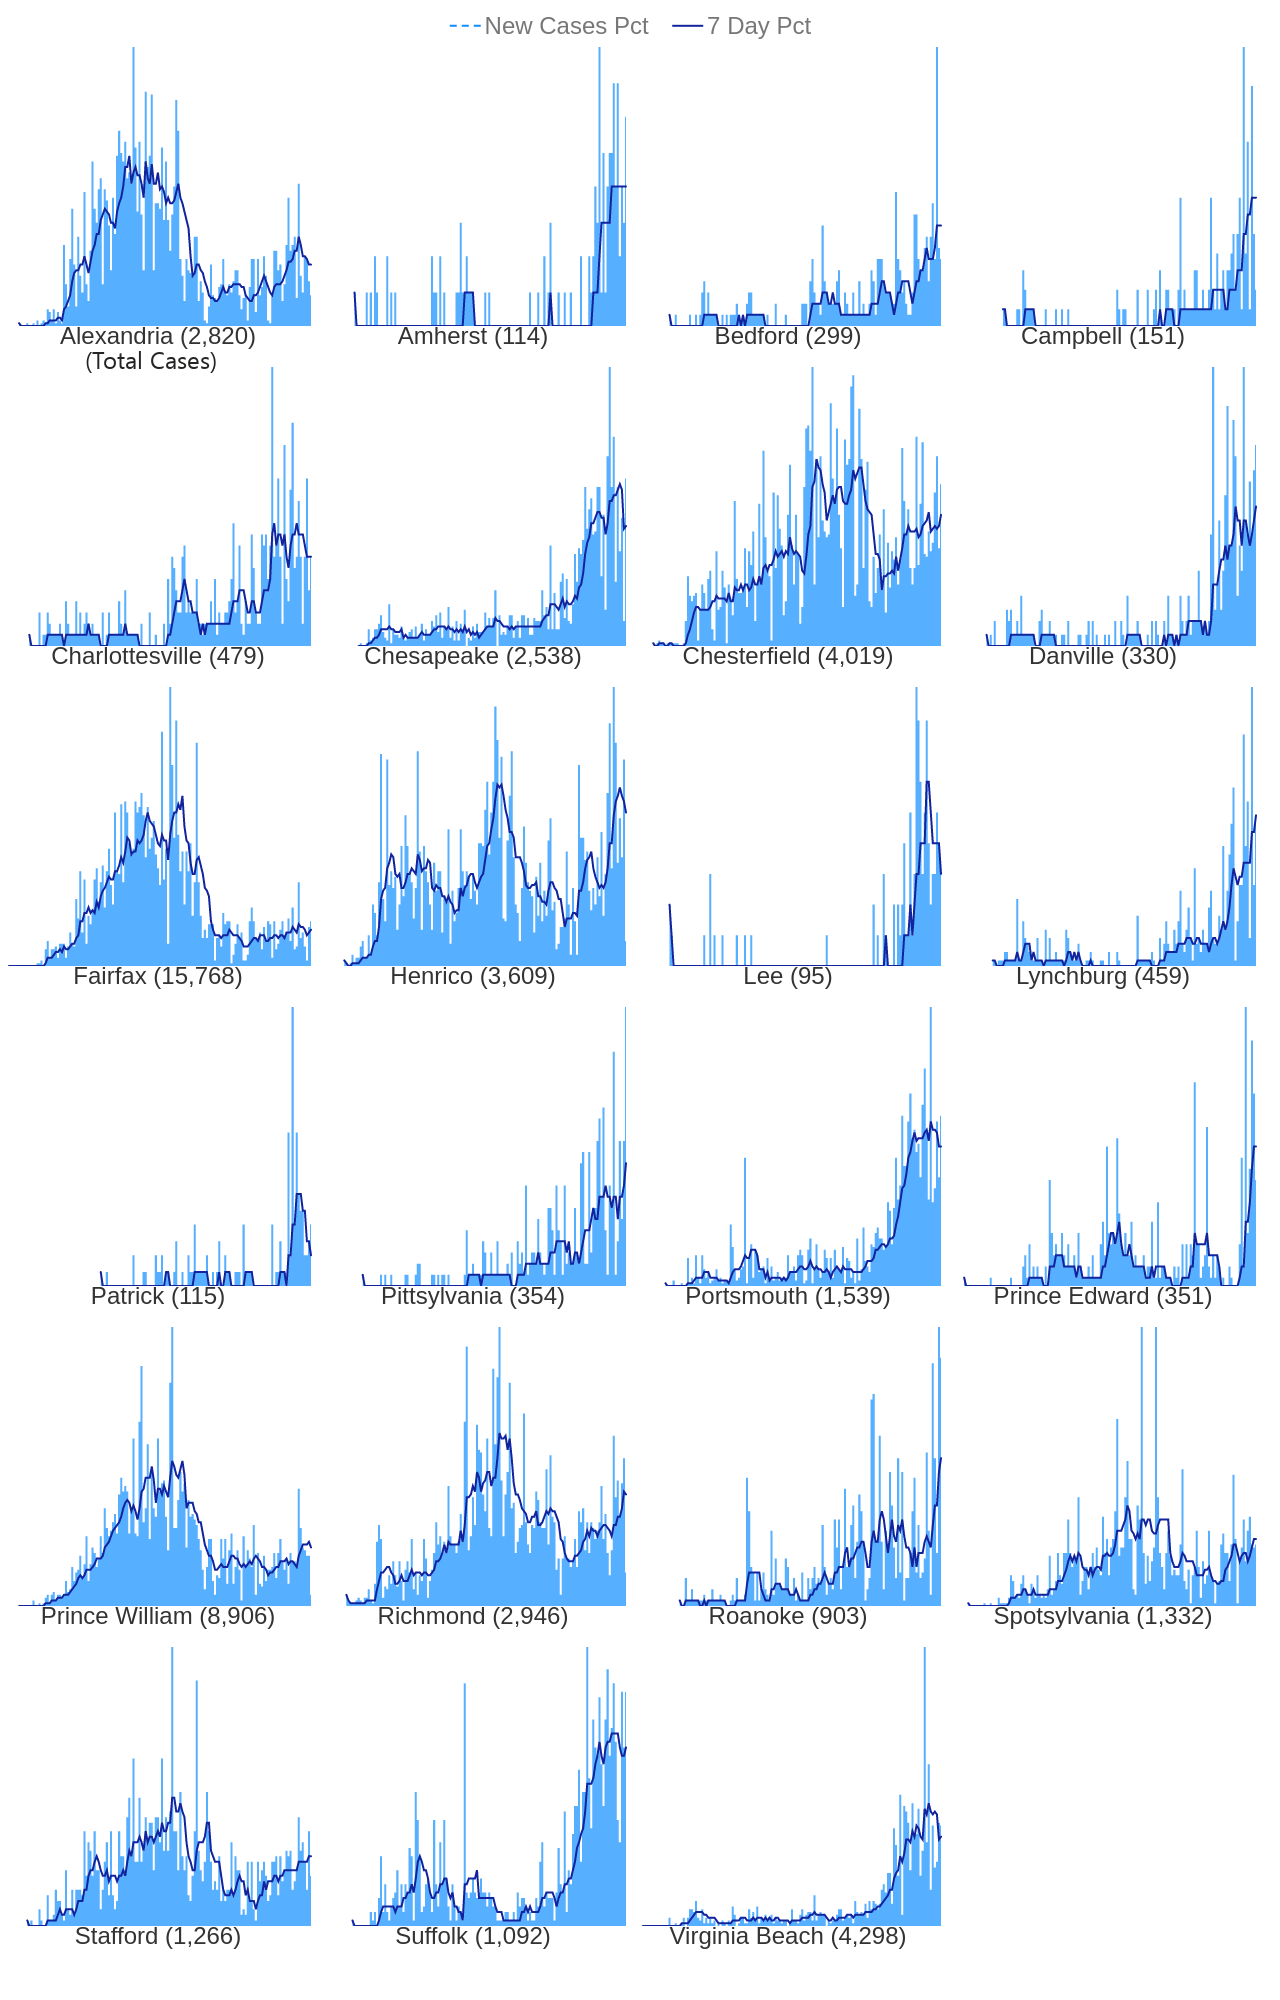 New Cases Pct 7 Day Pct
Alexandria (2,820) Amherst (114) Bedford (299) Campbell (151)
(Total Cases)
Charlottesville (479) Chesapeake (2,538) Chesterfield (4,019) Danville (330)
Fairfax (15,768) Henrico (3,609) Lee (95) Lynchburg (459)
Patrick (115) Pittsylvania (354) Portsmouth (1,539) Prince Edward (351)
Prince William (8,906) Richmond (2,946) Roanoke (903) Spotsylvania (1,332)
Stafford (1,266) Suffolk (1,092) Virginia Beach (4,298)